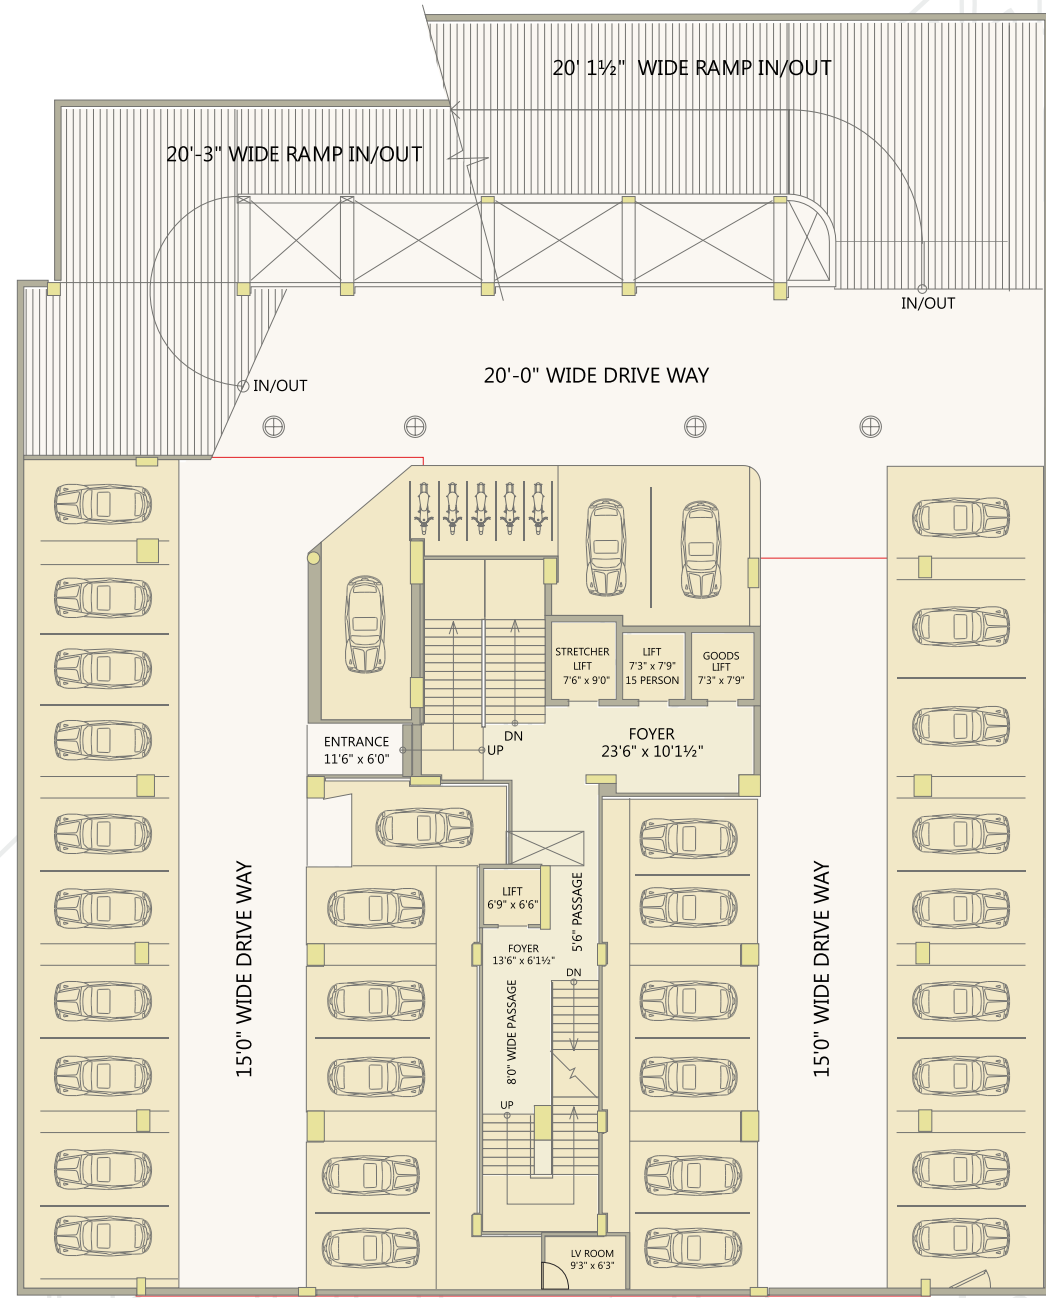 20' 1½" WIDE RAMP IN/OUT
20'-3" WIDE RAMP IN/OUT
IN/OUT
20'-0" WIDE DRIVE WAY
IN/OUT
STRETCHER
LIFT
7'6" x 9'0"
LIFT
7'3" x 7'9"
15 PERSON
GOODS
LIFT
7'3" x 7'9"
DN
UP
FOYER
23'6" x 10'1½"
ENTRANCE
11'6" x 6'0"
15'0" WIDE DRIVE WAY
LIFT
6'9" x 6'6"
5'6" PASSAGE
15'0" WIDE DRIVE WAY
FOYER
13'6" x 6'1½"
DN
8'0" WIDE PASSAGE
UP
LV ROOM
9'3" x 6'3"